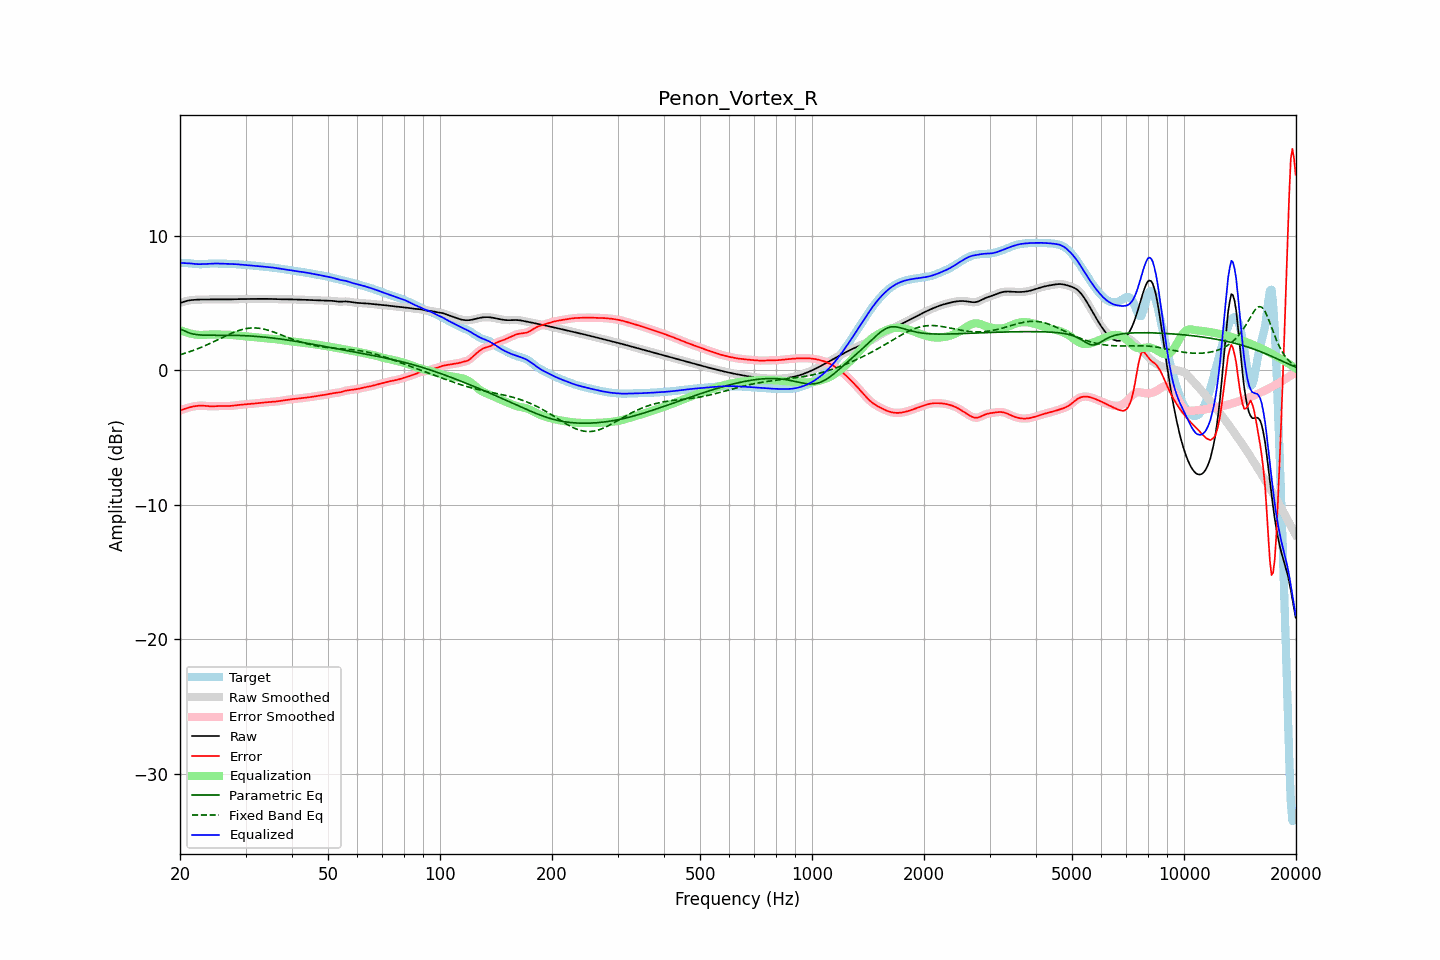 Penon_Vortex_R
Amplitude (dBr)
10
0
−10
−20
−30
Target
Raw Smoothed
Error Smoothed
Raw
Error
Equalization
Parametric Eq
Fixed Band Eq
Equalized
20 50 100 200 500 1000 2000 5000 10000 20000
Frequency (Hz)